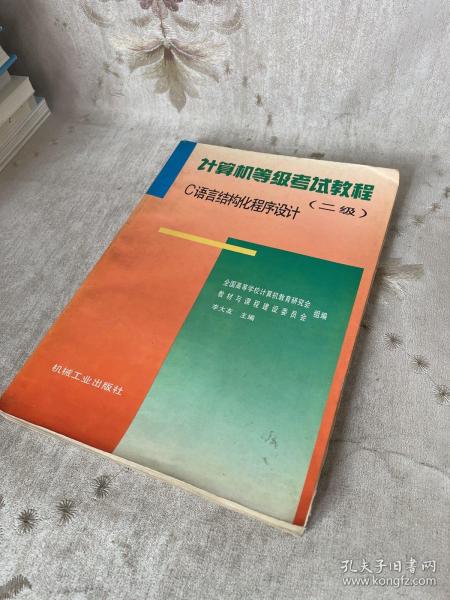 计算机等级考试教程
(二级)
C语言结构化程序设计
全国高等学校计算机教育研究会
教材与课程建设委员会 组编
李大友 主编
机械工业出版社
孔夫子旧书网
www.kongfz.com